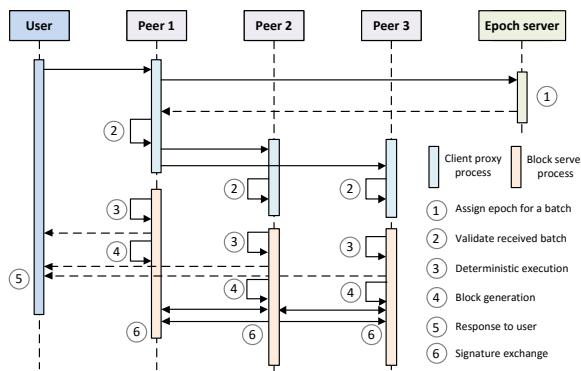 User
Peer 1
Peer 2
Peer 3
Epoch server
1
2
2
2
3
3
3
4
4
4
5
6
6
6
Client proxy
process
Block serve
process
1 Assign epoch for a batch
2 Validate received batch
3 Deterministic execution
4 Block generation
5 Response to user
6 Signature exchange